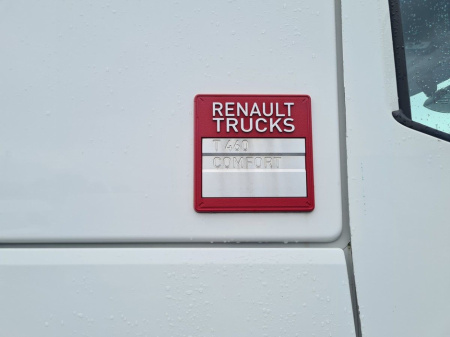 RENAULT
TRUCKS
T 460
COMFORT